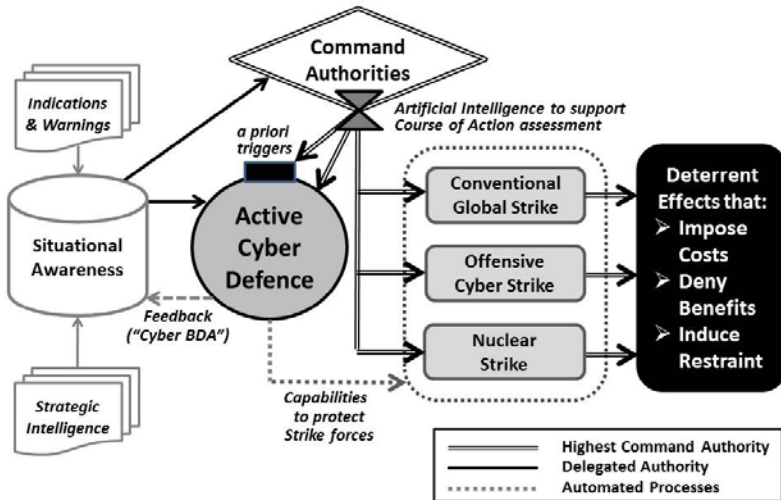 Command
Authorities
Indications
& Warnings
Artificial Intelligence to support
Course of Action assessment
a priori
triggers
Situational
Awareness
Active
Cyber
Defence
Conventional
Global Strike
Offensive
Cyber Strike
Nuclear
Strike
Deterrent
Effects that:
➢ Impose
Costs
➢ Deny
Benefits
➢ Induce
Restraint
Feedback
(“Cyber BDA”)
Strategic
Intelligence
Capabilities
to protect
Strike forces
Highest Command Authority
Delegated Authority
Automated Processes